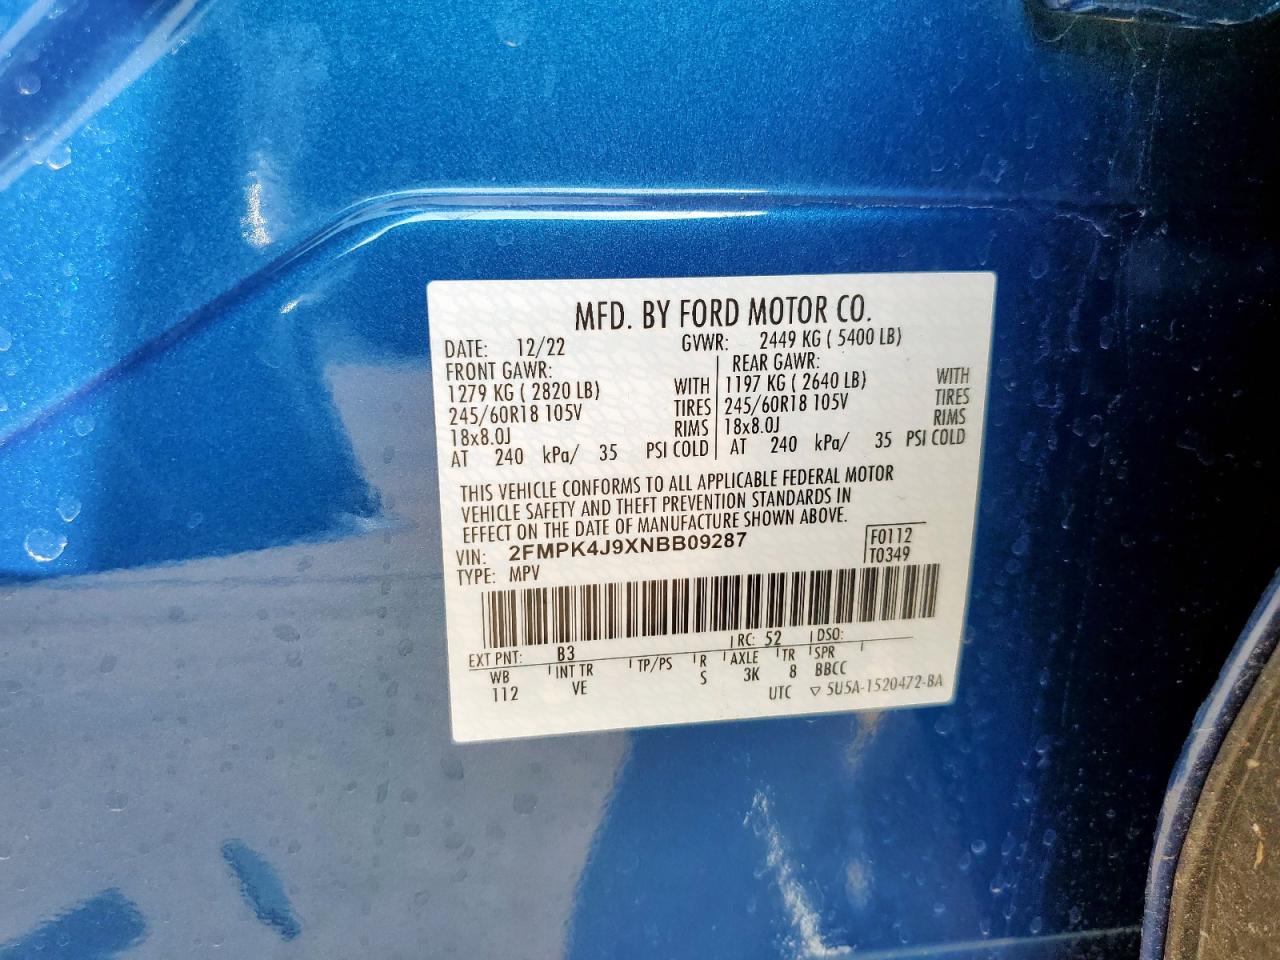 MFD. BY FORD MOTOR CO.
DATE: 12/22 GVWR: 2449 KG ( 5400 LB)
FRONT GAWR: REAR GAWR:
1279 KG ( 2820 LB) WITH 1197 KG ( 2640 LB) WITH
245/60R18 105V TIRES 245/60R18 105V TIRES
18x8.0J RIMS 18x8.0J RIMS
AT 240 kPa/ 35 PSI COLD AT 240 kPa/ 35 PSI COLD
THIS VEHICLE CONFORMS TO ALL APPLICABLE FEDERAL MOTOR
VEHICLE SAFETY AND THEFT PREVENTION STANDARDS IN
EFFECT ON THE DATE OF MANUFACTURE SHOWN ABOVE.
VIN: 2FMPK4J9XNBB09287 F0112
TYPE: MPV T0349
EXT PNT: B3 RC: 52 DSO:
WB INT TR TP/PS R AXLE TR SPR
112 VE S 3K 8 BBCC
UTC ▽ 5U5A-1520472-BA